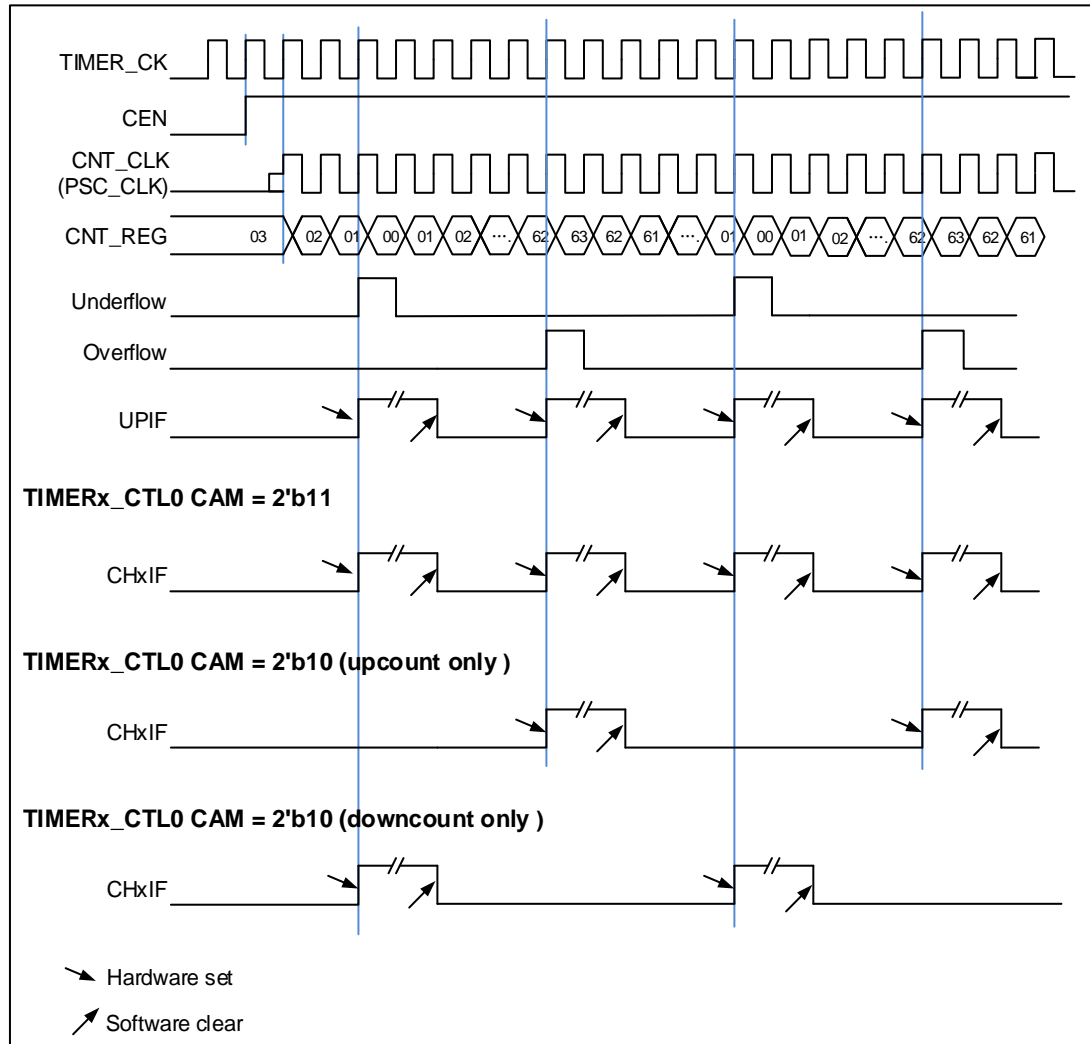 TIMER_CK
CEN
CNT_CLK
(PSC_CLK)
CNT_REG 03 02 01 00 01 02 .... 62 63 62 61 .... 01 00 01 02 .... 62 63 62 61
Underflow
Overflow
UPIF
TIMERx_CTL0 CAM = 2'b11
CHxIF
TIMERx_CTL0 CAM = 2'b10 (upcount only )
CHxIF
TIMERx_CTL0 CAM = 2'b10 (downcount only )
CHxIF
Hardware set
Software clear